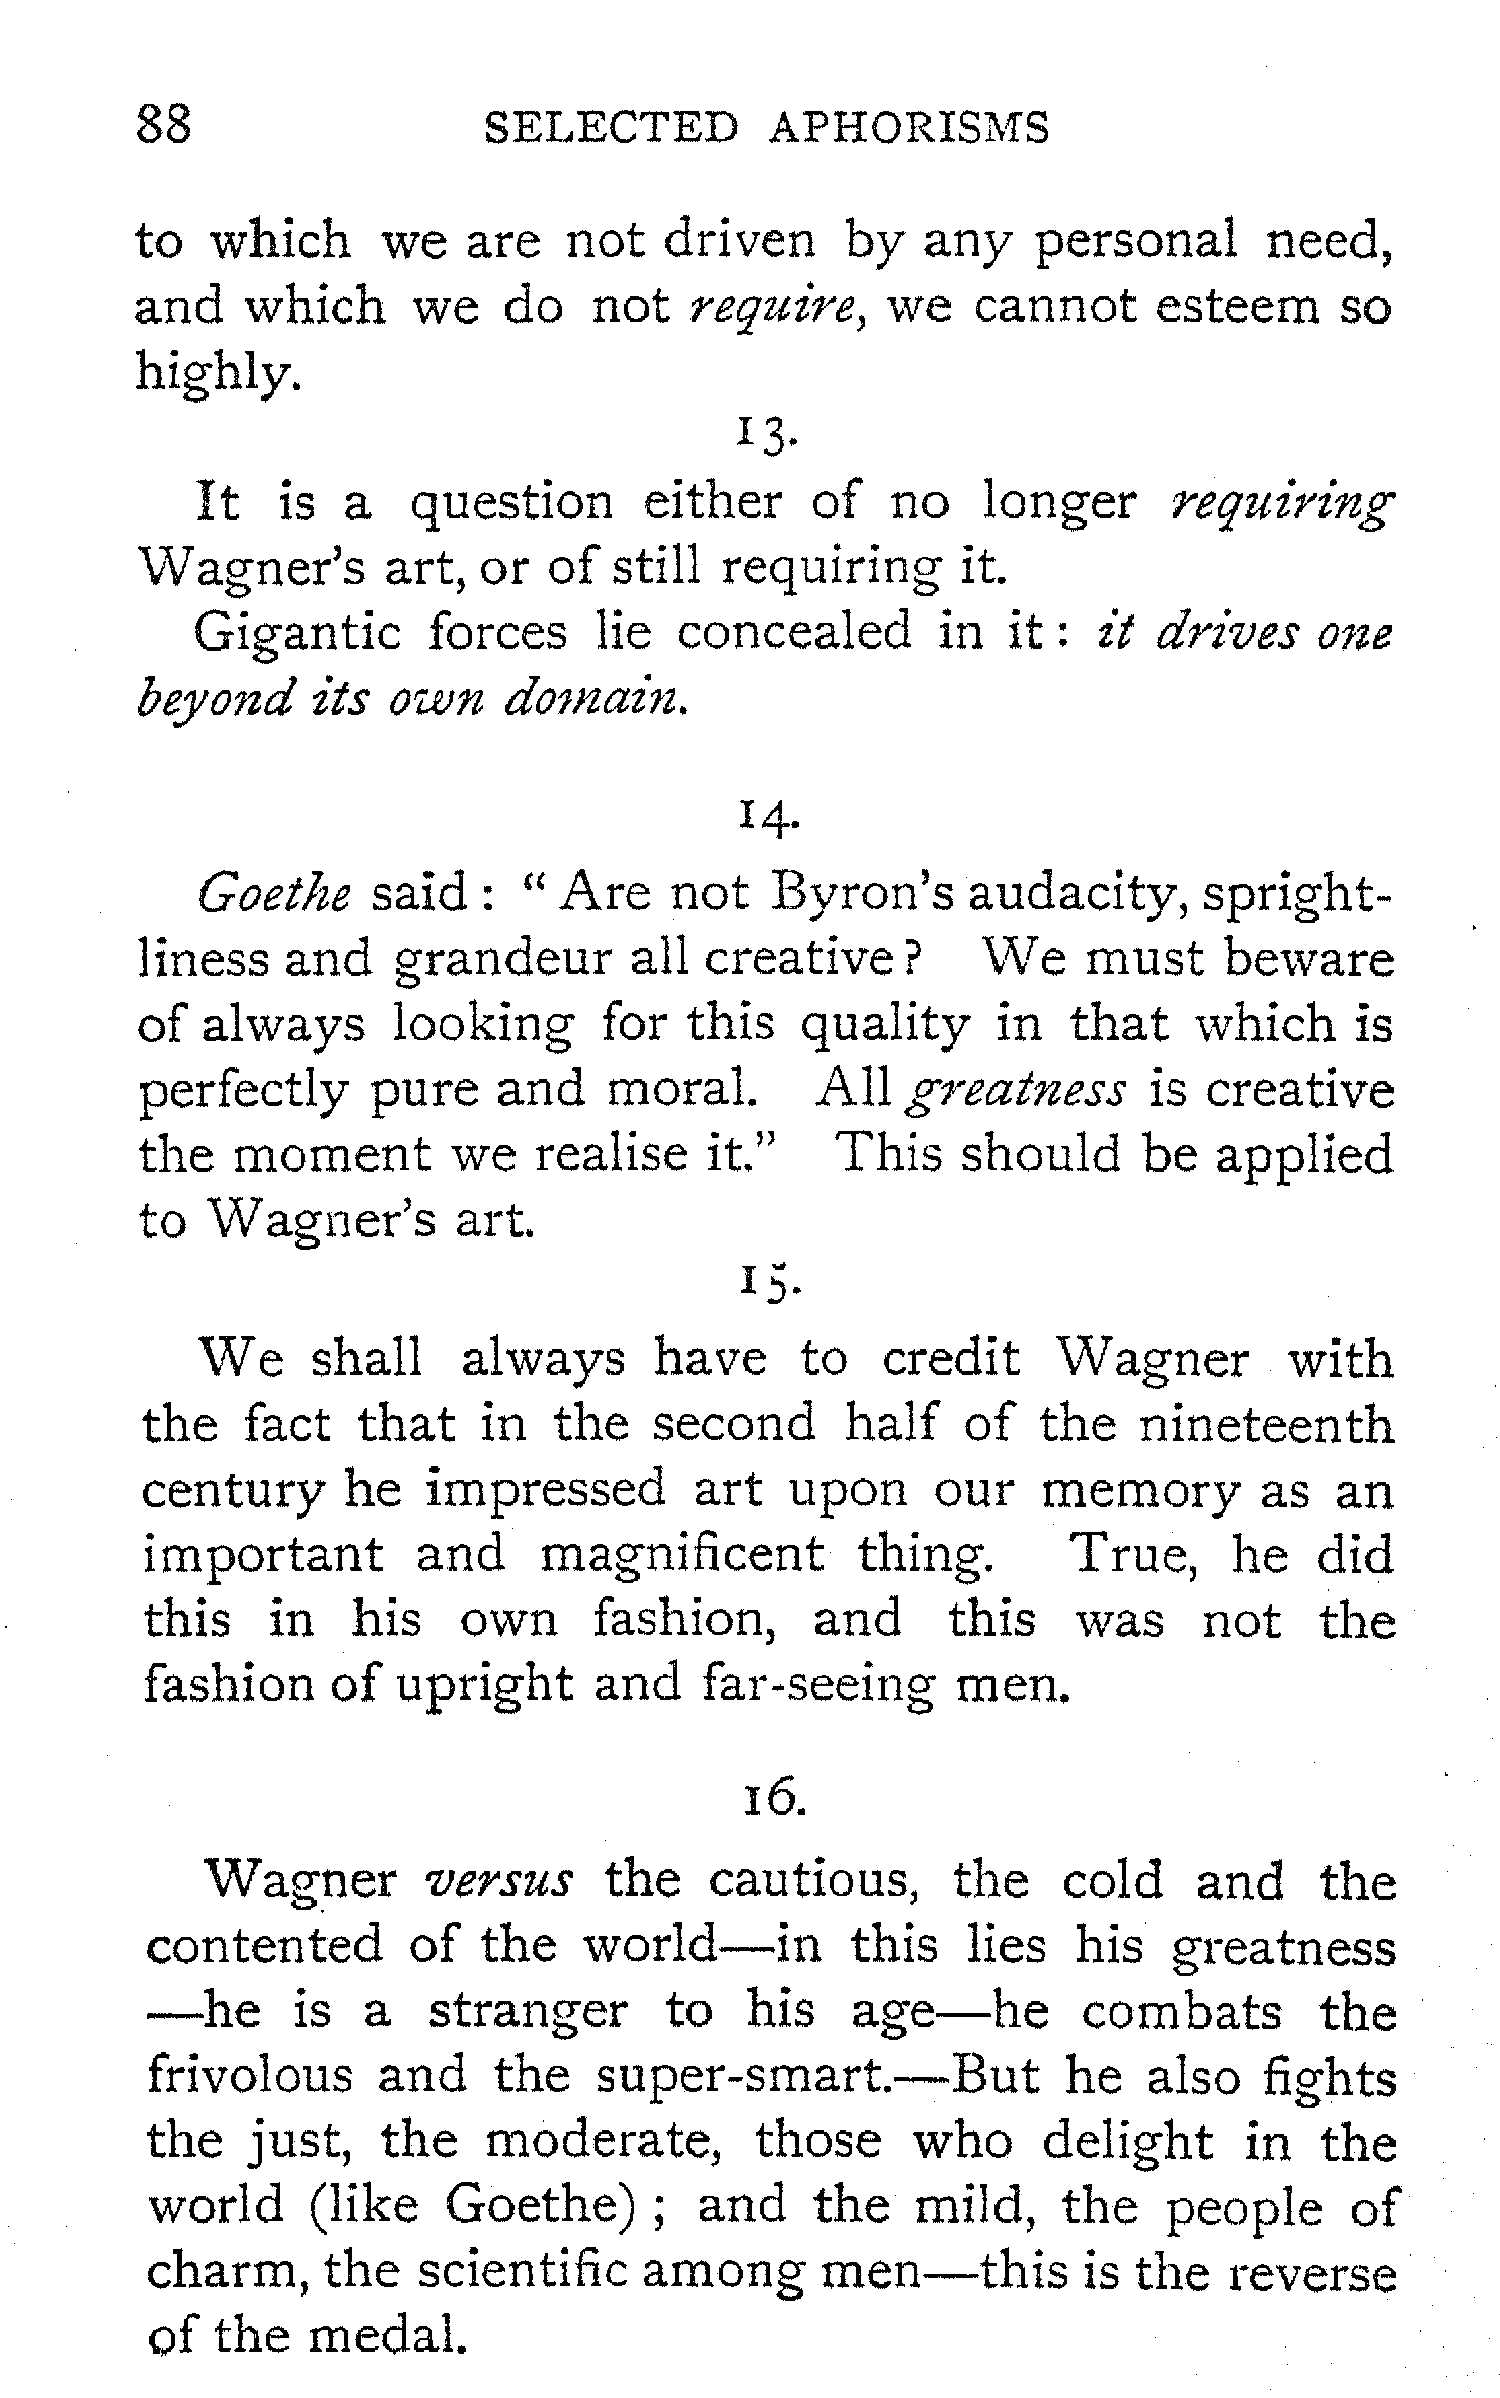 88 SELECTED APHORISMS
to which we are not driven by any personal need,
and which we do not require, we cannot esteem so
highly.
13.
It is a question either of no longer requiring
Wagner's art, or of still requiring it.
Gigantic forces lie concealed in it : it drives one
beyond its own domain.
14.
Goethe said : " Are not Byron's audacity, spright-
liness and grandeur all creative ? We must beware
of always looking for this quality in that which is
perfectly pure and moral. All greatness is creative
the moment we realise it." This should be applied
to Wagner's art.
15.
We shall always have to credit Wagner with
the fact that in the second half of the nineteenth
century he impressed art upon our memory as an
important and magnificent thing. True, he did
this in his own fashion, and this was not the
fashion of upright and far-seeing men.
16.
Wagner versus the cautious, the cold and the
contented of the world—in this lies his greatness
—he is a stranger to his age—he combats the
frivolous and the super-smart.—But he also fights
the just, the moderate, those who delight in the
world (like Goethe) ; and the mild, the people of
charm, the scientific among men—this is the reverse
of the medal.